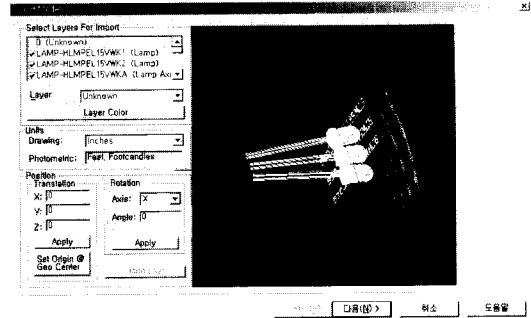 Select Layers For Import
0 (Unknown)
LAMP-HLMPEL15VWK1 (Lamp)
LAMP-HLMPEL15VWK2 (Lamp)
LAMP-HLMPEL15VWKA (Lamp Axi
Layer
Unknown
Layer Color
Units
Drawing: Inches
Photometric: Feet, Footcandles
Position
Translation
X: 0
Y: 0
Z: 0
Apply
Set Origin @
Geo Center
Rotation
Axis: X
Angle: 0
Apply
다음(N) >
취소
도움말